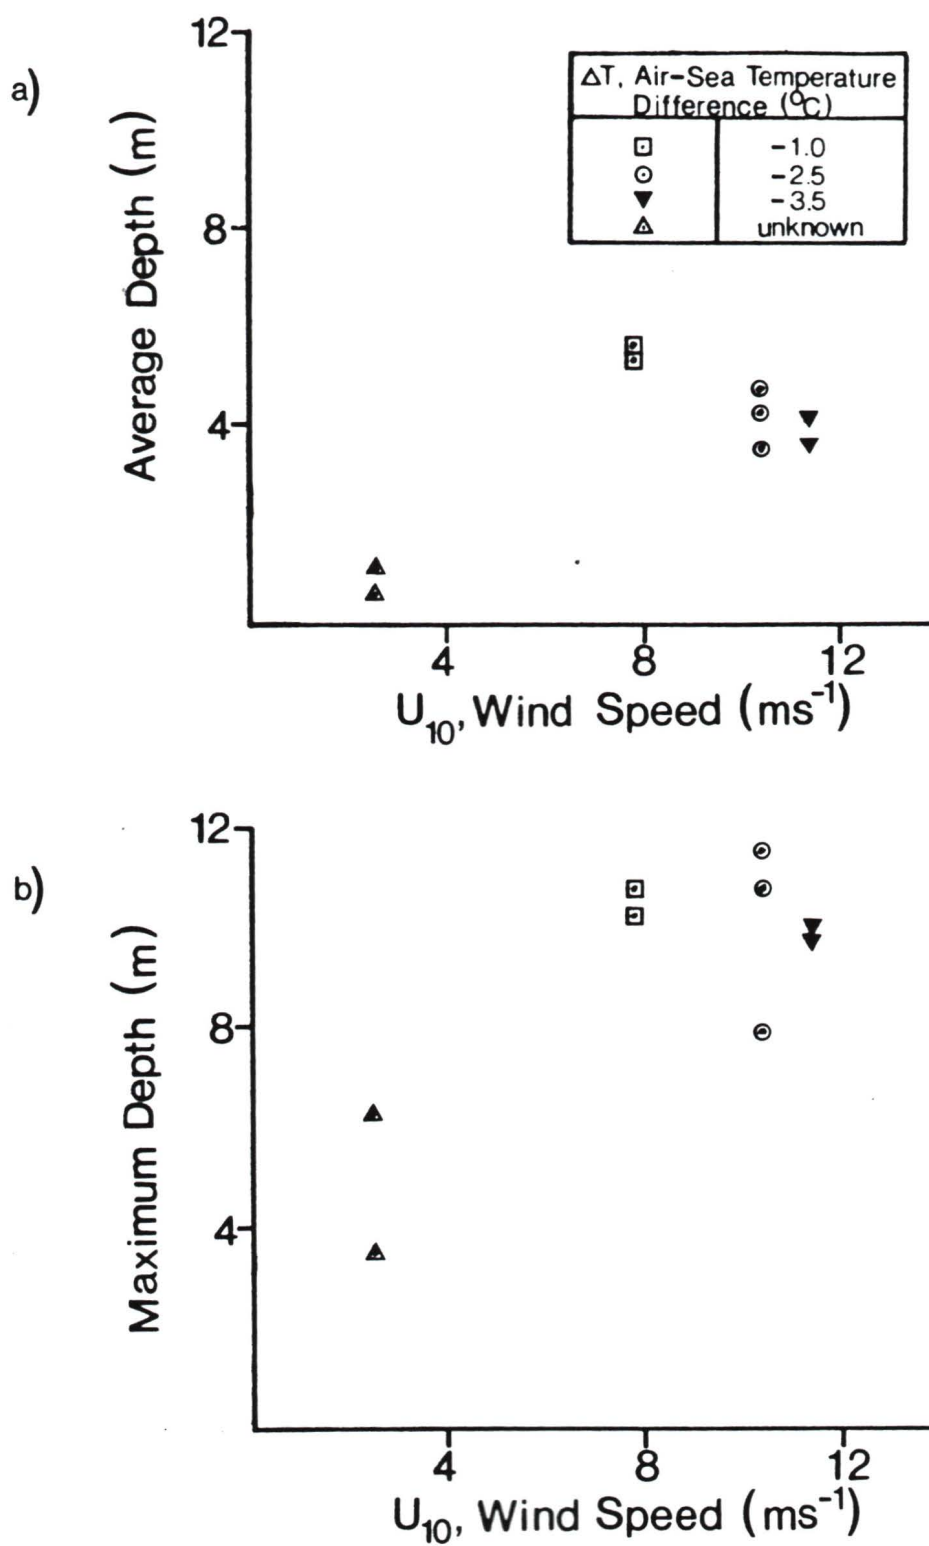 a)
12
8
4
Average Depth (m)
△T, Air-Sea Temperature
Difference (°C)
-1.0
-2.5
-3.5
unknown
4 8 12
U₁₀, Wind Speed (ms⁻¹)
b)
12
8
4
Maximum Depth (m)
4 8 12
U₁₀, Wind Speed (ms⁻¹)